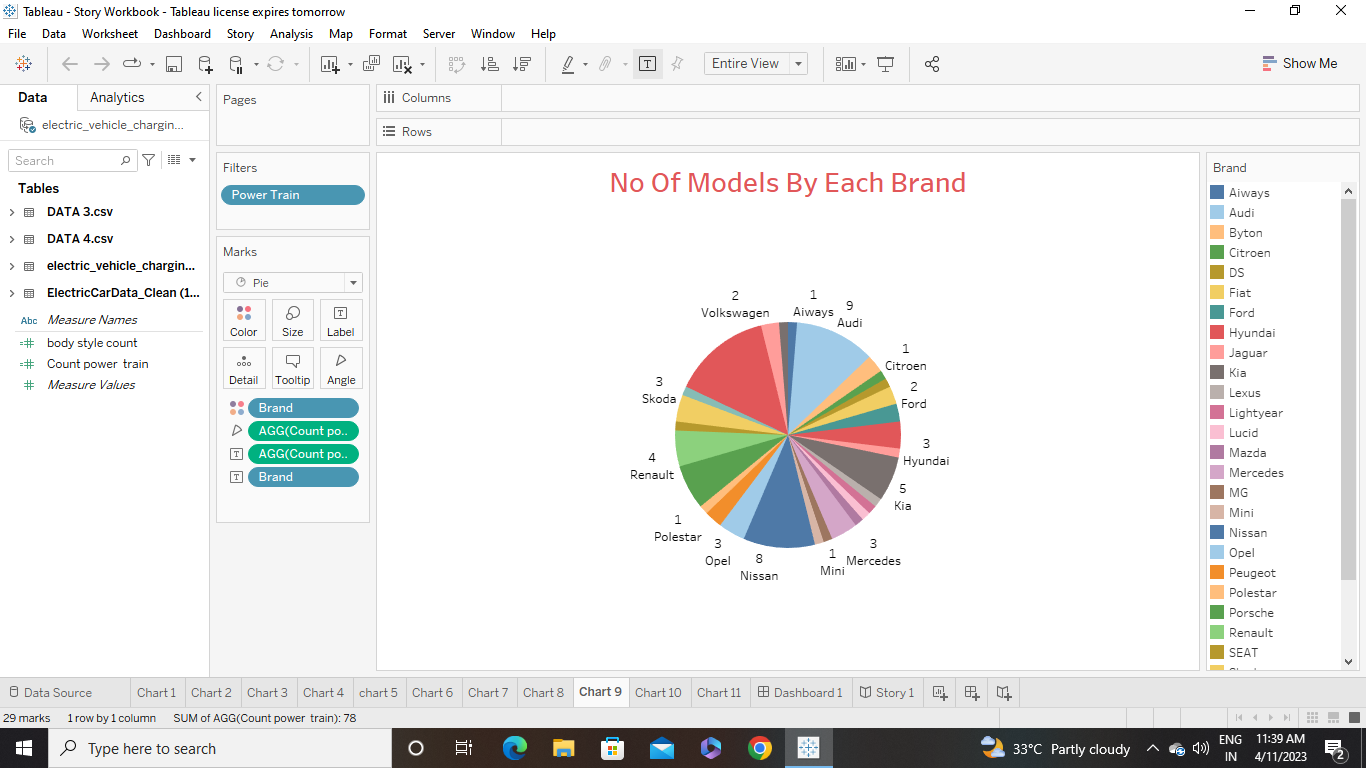 Tableau - Story Workbook - Tableau license expires tomorrow
File Data Worksheet Dashboard Story Analysis Map Format Server Window Help
Entire View
Show Me
Data Analytics
electric_vehicle_chargin...
Search
Tables
DATA 3.csv
DATA 4.csv
electric_vehicle_chargin...
ElectricCarData_Clean (1...
Abc Measure Names
body style count
Count power train
Measure Values
Pages
Filters
Power Train
Marks
Pie
Color Size Label
Detail Tooltip Angle
Brand
AGG(Count po..
AGG(Count po..
Brand
Columns
Rows
No Of Models By Each Brand
2
Volkswagen
1
Aiways
9
Audi
1
Citroen
2
Ford
3
Hyundai
5
Kia
3
Mercedes
1
Mini
8
Nissan
3
Opel
1
Polestar
4
Renault
3
Skoda
Brand
Aiways
Audi
Byton
Citroen
DS
Fiat
Ford
Hyundai
Jaguar
Kia
Lexus
Lightyear
Lucid
Mazda
Mercedes
MG
Mini
Nissan
Opel
Peugeot
Polestar
Porsche
Renault
SEAT
Data Source Chart 1 Chart 2 Chart 3 Chart 4 chart 5 Chart 6 Chart 7 Chart 8 Chart 9 Chart 10 Chart 11 Dashboard 1 Story 1
29 marks 1 row by 1 column SUM of AGG(Count power train): 78
Type here to search
33°C Partly cloudy
ENG
IN
11:39 AM
4/11/2023
2